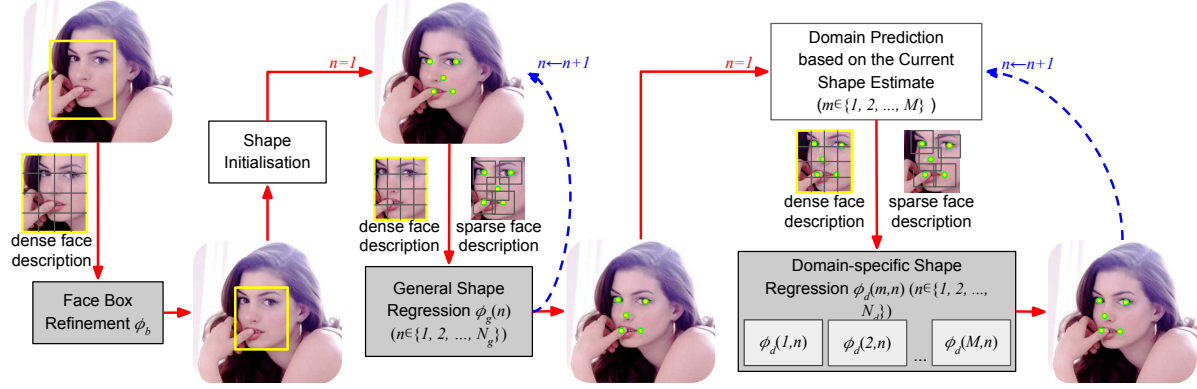 dense face
description
Face Box
Refinement ϕb
Shape
Initialisation
n=1
n←n+1
dense face
description
sparse face
description
General Shape
Regression ϕg(n)
(n∈{1, 2, ..., Ng})
n=1
Domain Prediction
based on the Current
Shape Estimate
(m∈{1, 2, ..., M} )
n←n+1
dense face
description
sparse face
description
Domain-specific Shape
Regression ϕd(m,n) (n∈{1, 2, ...,
Nd})
ϕd(1,n)
ϕd(2,n)
...
ϕd(M,n)